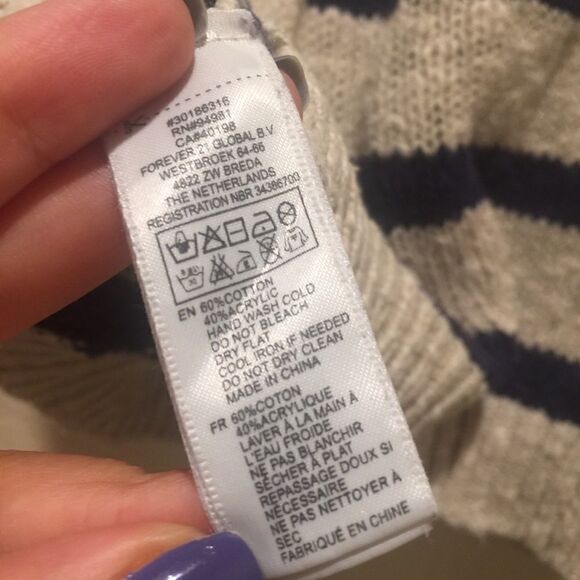 #30186316
RN#94981
CA#40198
FOREVER 21 GLOBAL B.V
WESTBROEK 64-66
4822 ZW BREDA
THE NETHERLANDS
REGISTRATION NBR 34386700
EN 60%COTTON
40%ACRYLIC
HAND WASH COLD
DO NOT BLEACH
DRY FLAT
COOL IRON IF NEEDED
DO NOT DRY CLEAN
MADE IN CHINA
FR 60%COTON
40%ACRYLIQUE
LAVER À LA MAIN À
L'EAU FROIDE
NE PAS BLANCHIR
SÉCHER À PLAT
REPASSAGE DOUX SI
NÉCESSAIRE
NE PAS NETTOYER À
SEC
FABRIQUÉ EN CHINE